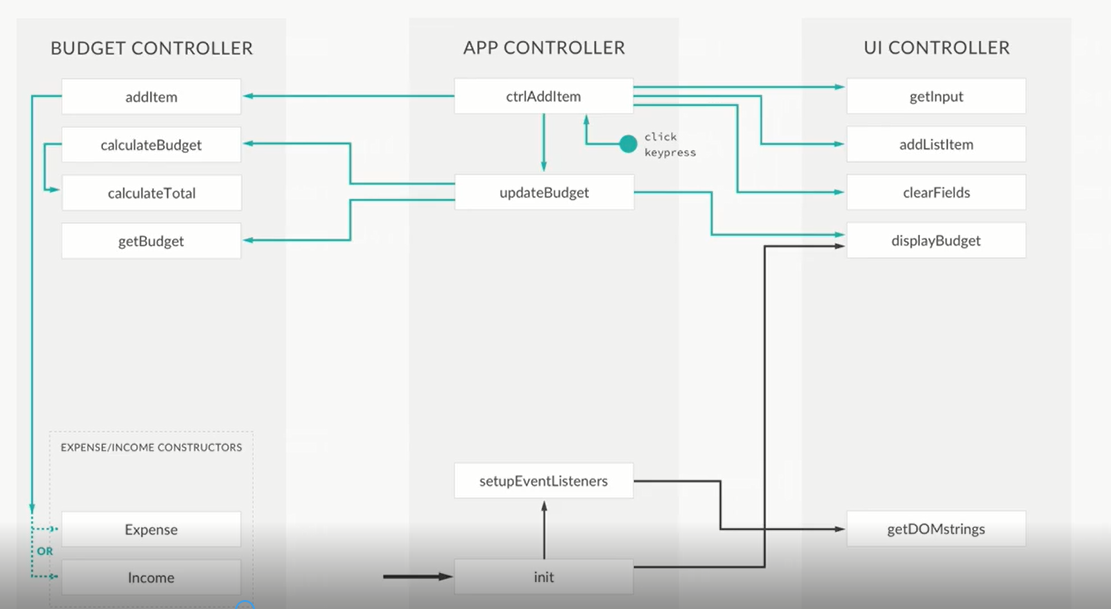 BUDGET CONTROLLER
addItem
calculateBudget
calculateTotal
getBudget
EXPENSE/INCOME CONSTRUCTORS
Expense
OR
Income
APP CONTROLLER
ctrlAddItem
click
keypress
updateBudget
setupEventListeners
init
UI CONTROLLER
getInput
addListItem
clearFields
displayBudget
getDOMstrings